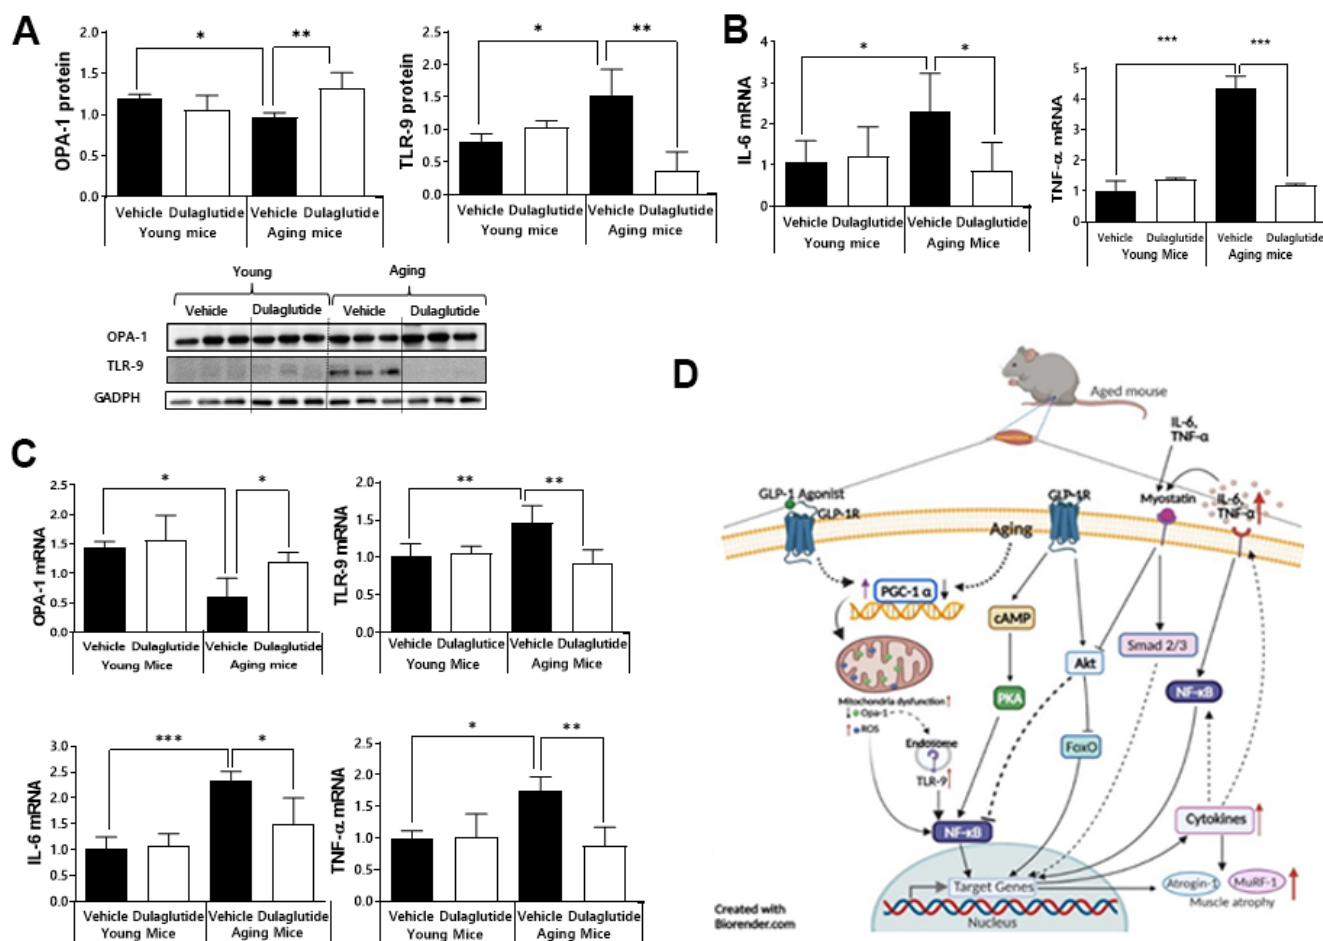 A
OPA-1 protein
2.0
1.5
1.0
0.5
0.0
*
**
Vehicle Dulaglutide Vehicle Dulaglutide
Young mice Aging mice
TLR-9 protein
2.5
2.0
1.5
1.0
0.5
0.0
*
**
Vehicle Dulaglutide Vehicle Dulaglutide
Young mice Aging mice
Young Aging
Vehicle Dulaglutide Vehicle Dulaglutide
OPA-1
TLR-9
GADPH
B
IL-6 mRNA
4
3
2
1
0
*
*
Vehicle Dulaglutide Vehicle Dulaglutide
Young mice Aging Mice
TNF-α mRNA
5
4
3
2
1
0
***
***
Vehicle Dulaglutide Vehicle Dulaglutide
Young Mice Aging mice
C
OPA-1 mRNA
2.5
2.0
1.5
1.0
0.5
0.0
*
*
Vehicle Dulaglutide Vehicle Dulaglutide
Young Mice Aging mice
TLR-9 mRNA
2.0
1.5
1.0
0.5
0.0
**
**
Vehicle Dulaglutide Vehicle Dulaglutide
Young Mice Aging Mice
IL-6 mRNA
3.0
2.5
2.0
1.5
1.0
0.5
0.0
***
*
Vehicle Dulaglutide Vehicle Dulaglutide
Young Mice Aging Mice
TNF-α mRNA
2.5
2.0
1.5
1.0
0.5
0.0
*
**
Vehicle Dulaglutide Vehicle Dulaglutide
Young Mice Aging Mice
D
Aged mouse
IL-6,
TNF-α
GLP-1 Agonist
GLP-1R
GLP-1R
Myostatin
IL-6,
TNF-α
Aging
PGC-1 α
cAMP
Akt
Smad 2/3
Mitochondria dysfunction
Opa-1
ROS
PKA
NF-κB
Endosome
TLR-9
FoxO
NF-κB
Cytokines
Target Genes
Atrogin-1
MuRF-1
Muscle atrophy
Nucleus
Created with
Biorender.com